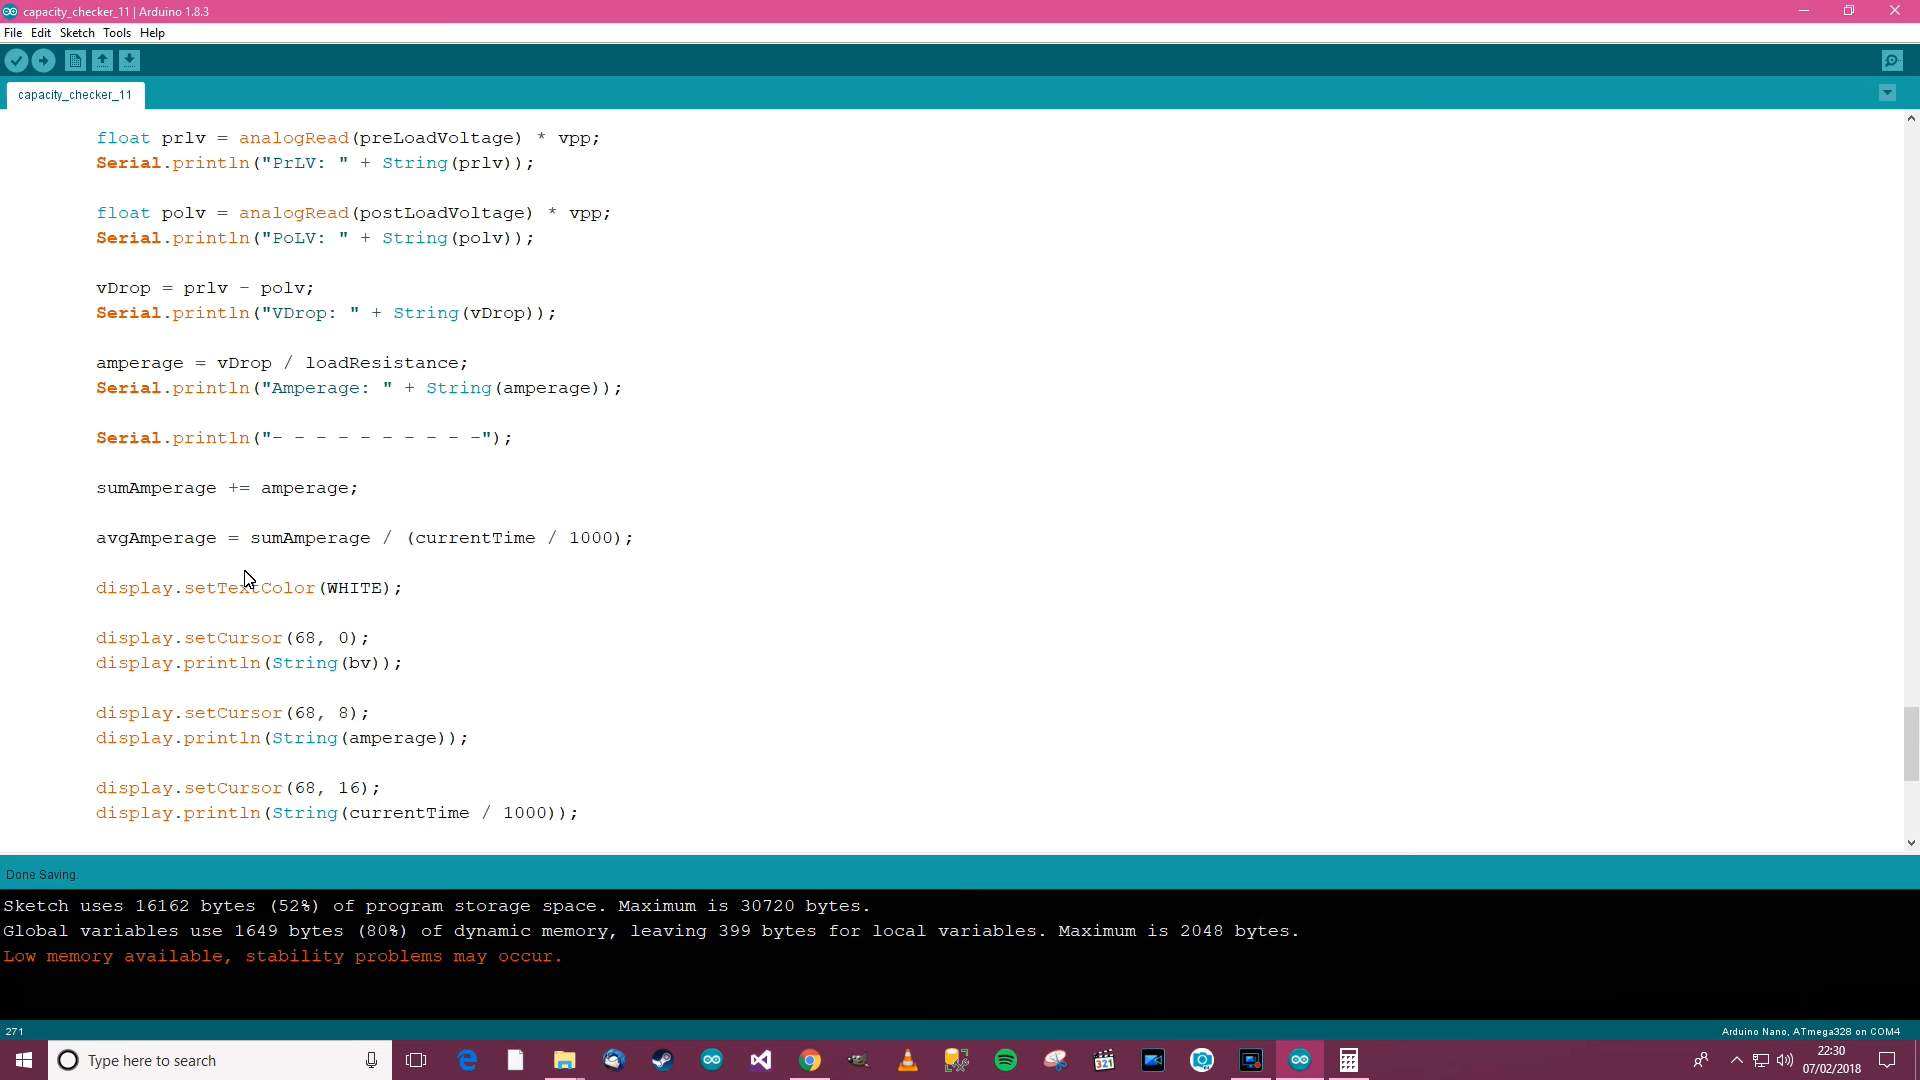 capacity_checker_11 | Arduino 1.8.3
File Edit Sketch Tools Help
capacity_checker_11
float prlv = analogRead(preLoadVoltage) * vpp;
Serial.println("PrLV: " + String(prlv));
float polv = analogRead(postLoadVoltage) * vpp;
Serial.println("PoLV: " + String(polv));
vDrop = prlv - polv;
Serial.println("VDrop: " + String(vDrop));
amperage = vDrop / loadResistance;
Serial.println("Amperage: " + String(amperage));
Serial.println("- - - - - - - - - -");
sumAmperage += amperage;
avgAmperage = sumAmperage / (currentTime / 1000);
display.setTextColor(WHITE);
display.setCursor(68, 0);
display.println(String(bv));
display.setCursor(68, 8);
display.println(String(amperage));
display.setCursor(68, 16);
display.println(String(currentTime / 1000));
Done Saving.
Sketch uses 16162 bytes (52%) of program storage space. Maximum is 30720 bytes.
Global variables use 1649 bytes (80%) of dynamic memory, leaving 399 bytes for local variables. Maximum is 2048 bytes.
Low memory available, stability problems may occur.
271
Arduino Nano, ATmega328 on COM4
Type here to search
321
22:30
07/02/2018